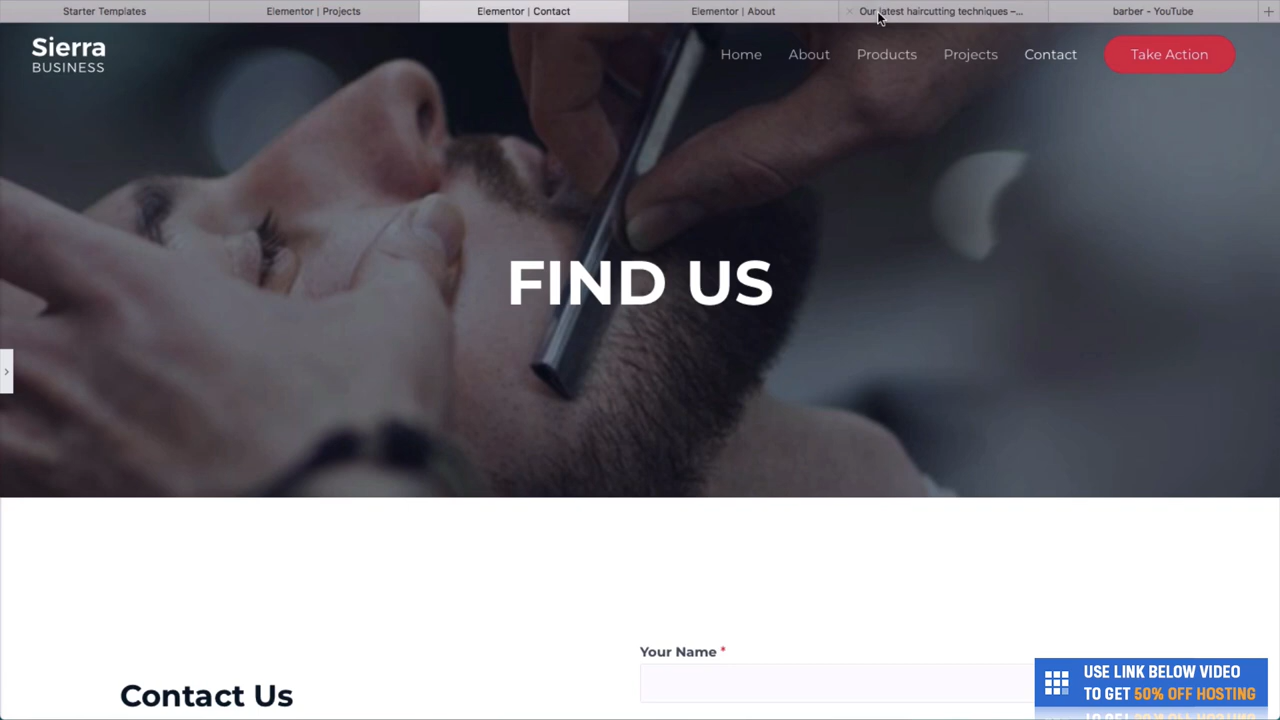 Starter Templates
Elementor | Projects
Elementor | Contact
Elementor | About
Our latest haircutting techniques –...
barber - YouTube
Sierra
BUSINESS
Home
About
Products
Projects
Contact
Take Action
FIND US
Your Name *
Contact Us
USE LINK BELOW VIDEO
TO GET 50% OFF HOSTING